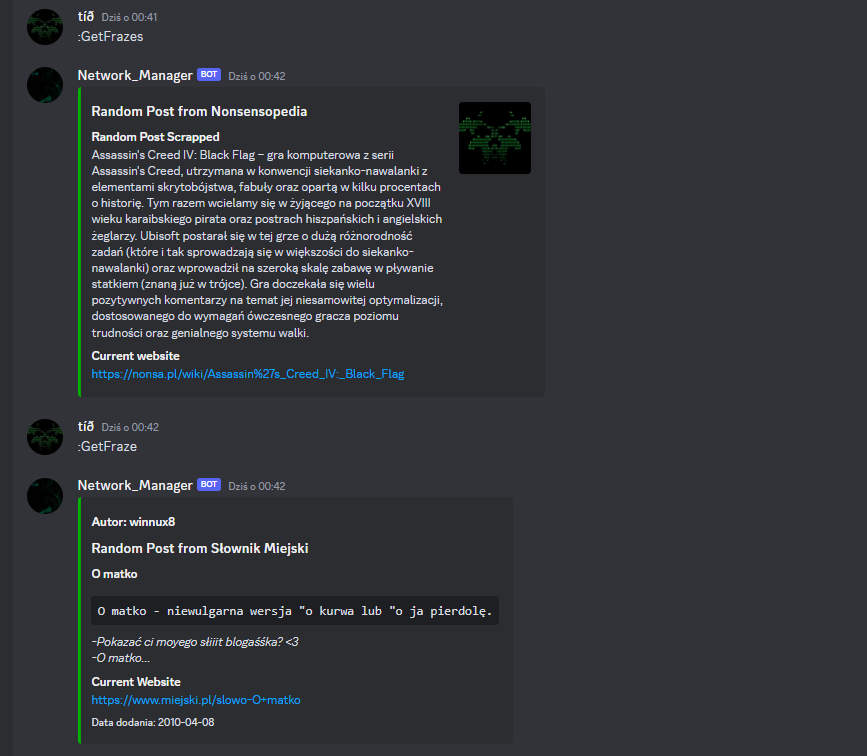 tíð Dziś o 00:41
:GetFrazes
Network_Manager BOT Dziś o 00:42
Random Post from Nonsensopedia
Random Post Scrapped
Assassin's Creed IV: Black Flag – gra komputerowa z serii
Assassin's Creed, utrzymana w konwencji siekanko-nawalanki z
elementami skrytobójstwa, fabuły oraz opartą w kilku procentach
o historię. Tym razem wcielamy się w żyjącego na początku XVIII
wieku karaibskiego pirata oraz postrach hiszpańskich i angielskich
żeglarzy. Ubisoft postarał się w tej grze o dużą różnorodność
zadań (które i tak sprowadzają się w większości do siekanko-
nawalanki) oraz wprowadził na szeroką skalę zabawę w pływanie
statkiem (znaną już w trójce). Gra doczekała się wielu
pozytywnych komentarzy na temat jej niesamowitej optymalizacji,
dostosowanego do wymagań ówczesnego gracza poziomu
trudności oraz genialnego systemu walki.
Current website
https://nonsa.pl/wiki/Assassin%27s_Creed_IV:_Black_Flag
tíð Dziś o 00:42
:GetFraze
Network_Manager BOT Dziś o 00:42
Autor: winnux8
Random Post from Słownik Miejski
O matko
O matko - niewulgarna wersja "o kurwa lub "o ja pierdolę.
-Pokazać ci moyego słiiit blogaśśka? <3
-O matko...
Current Website
https://www.miejski.pl/slowo-O+matko
Data dodania: 2010-04-08